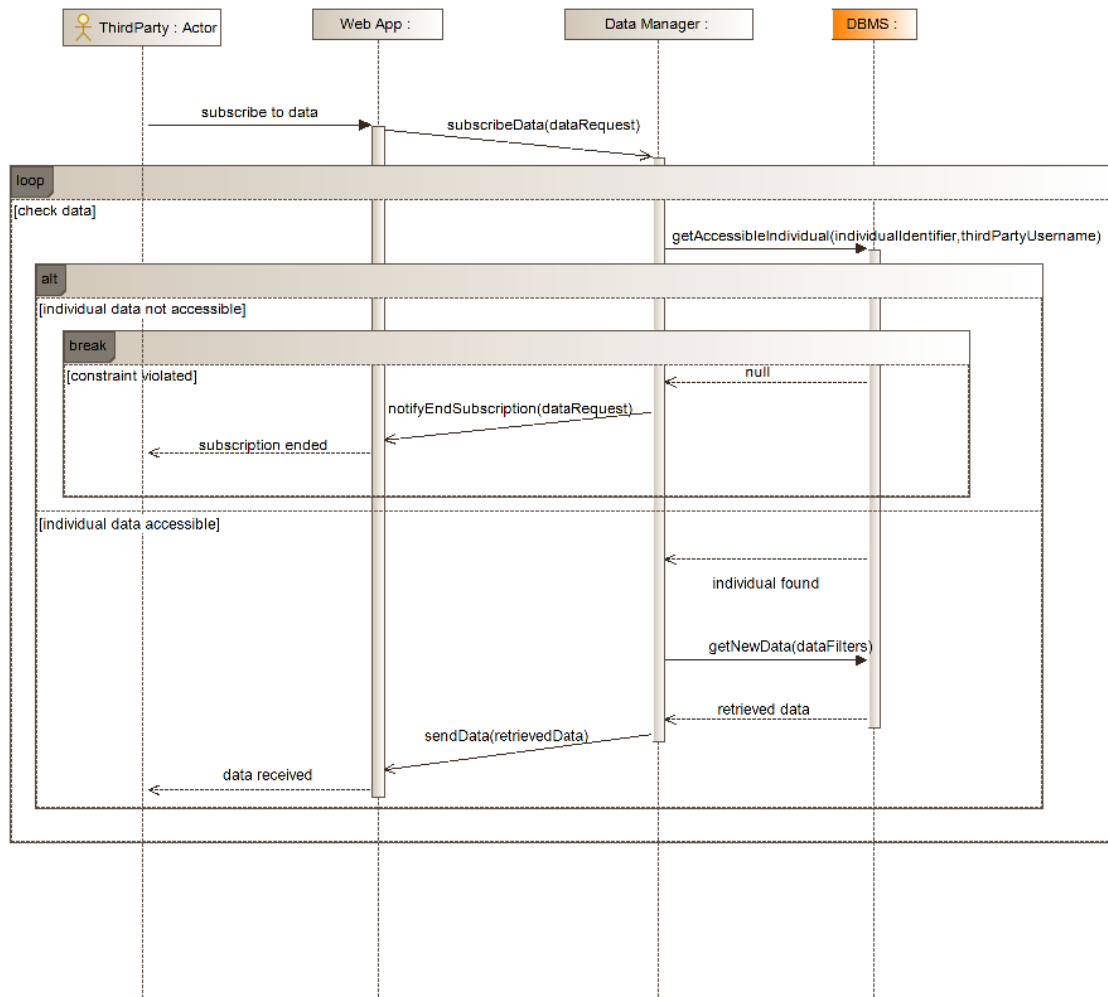 ThirdParty : Actor
Web App :
Data Manager :
DBMS :
subscribe to data
subscribeData(dataRequest)
loop
[check data]
getAccessibleIndividual(individualIdentifier,thirdPartyUsername)
alt
[individual data not accessible]
break
[constraint violated]
null
notifyEndSubscription(dataRequest)
subscription ended
[individual data accessible]
individual found
getNewData(dataFilters)
retrieved data
sendData(retrievedData)
data received